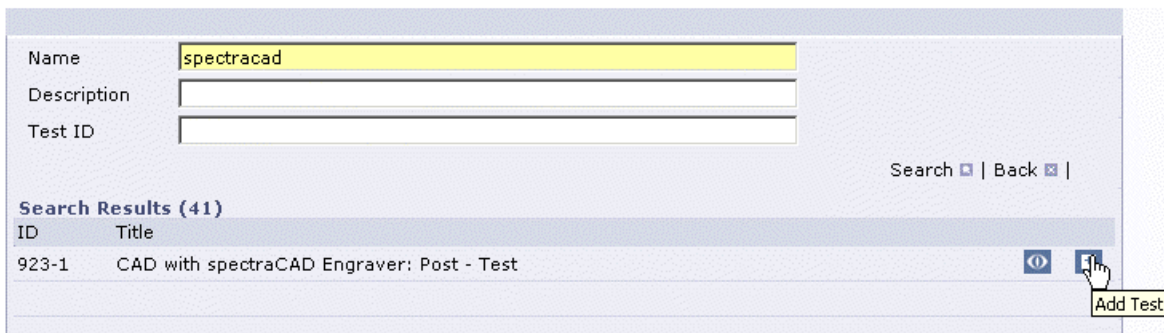 Name spectracad
Description
Test ID
Search | Back |
Search Results (41)
ID Title
923-1 CAD with spectraCAD Engraver: Post - Test
Add Test